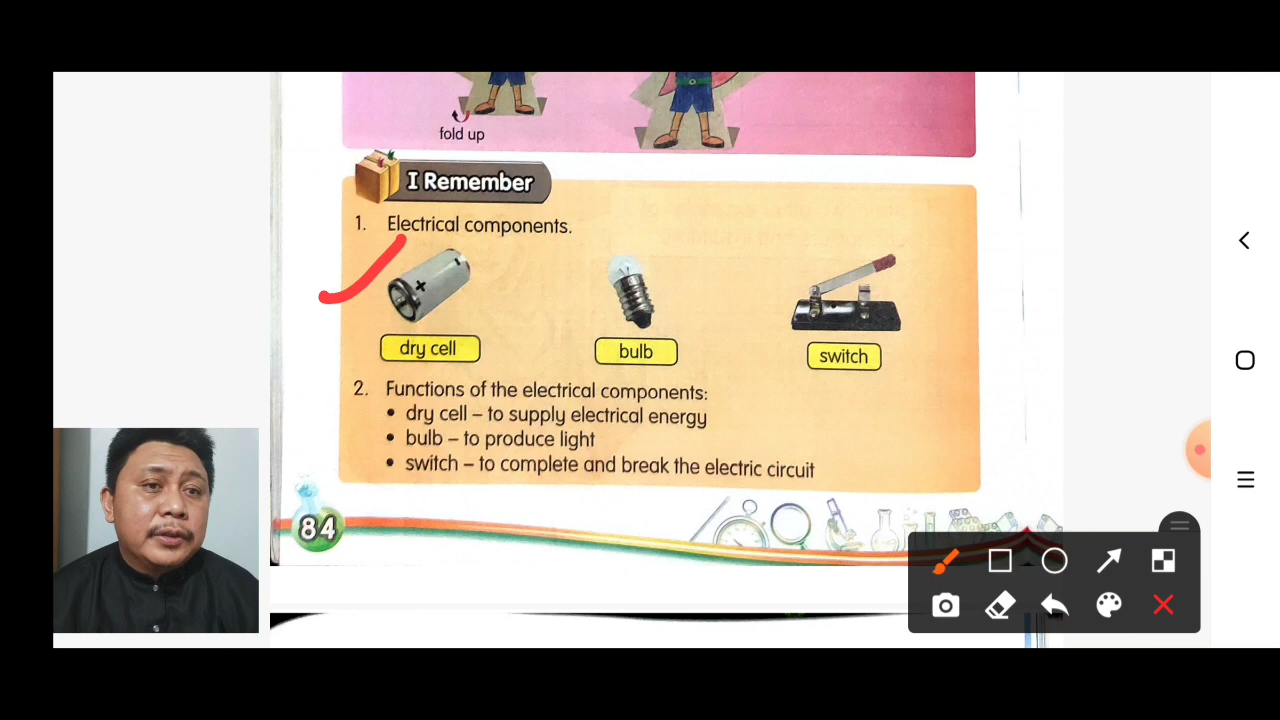 fold up
I Remember
1. Electrical components.
+ -
dry cell
bulb
switch
2. Functions of the electrical components:
• dry cell – to supply electrical energy
• bulb – to produce light
• switch – to complete and break the electric circuit
84